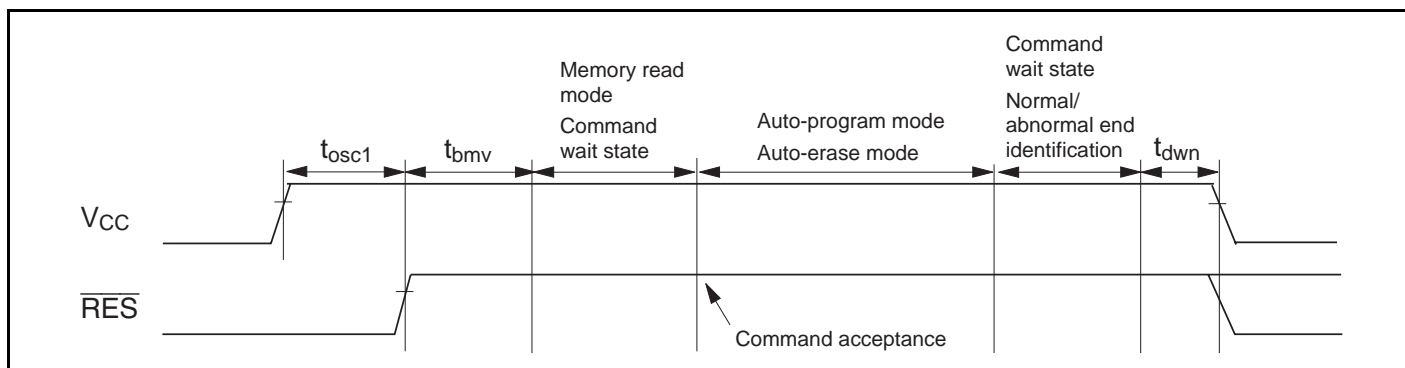 Command
wait state
Normal/
abnormal end
identification
Memory read
mode
Command
wait state
Auto-program mode
Auto-erase mode
tosc1
tbmv
tdwn
VCC
RES
Command acceptance